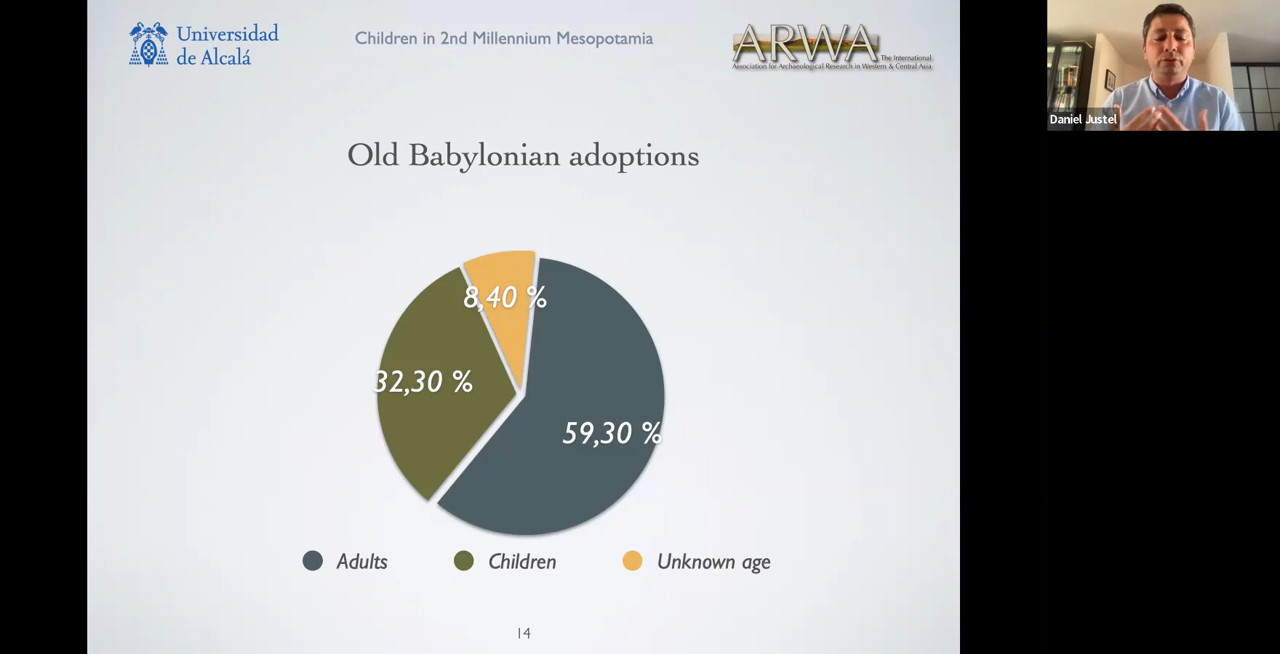 Universidad
de Alcalá
Children in 2nd Millennium Mesopotamia
ARWA
The International
Association for Archaeological Research in Western & Central Asia
Daniel Justel
Old Babylonian adoptions
8,40 %
32,30 %
59,30 %
Adults
Children
Unknown age
14